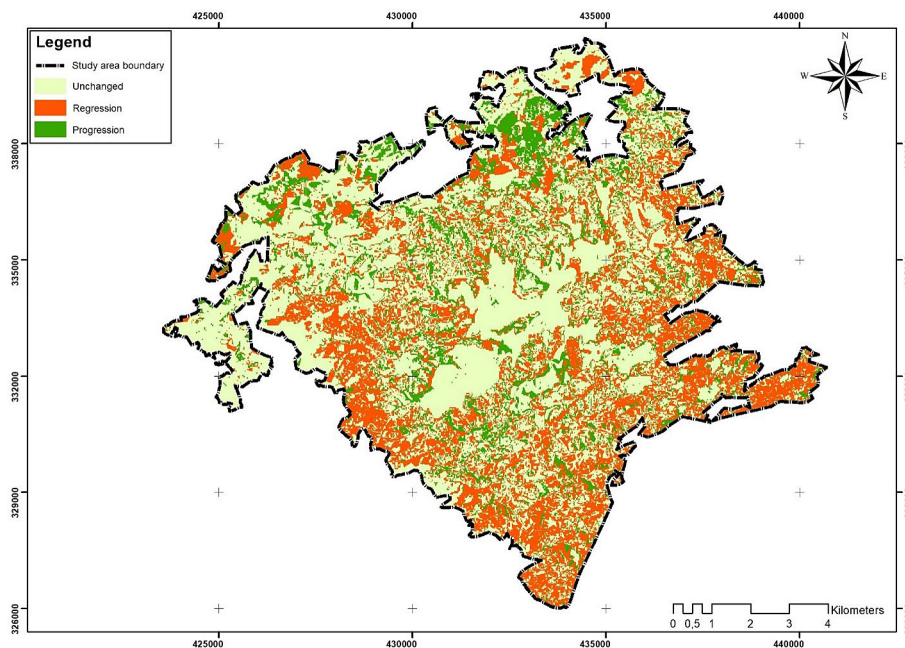 425000 430000 435000 440000
Legend
Study area boundary
Unchanged
Regression
Progression
N
W E
S
338000
335000
332000
329000
326000
Kilometers
0 0,5 1 2 3 4
425000 430000 435000 440000